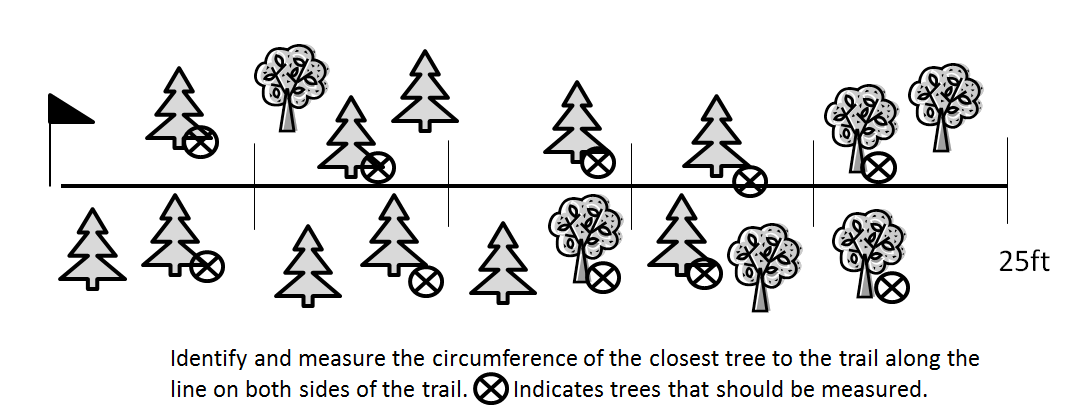 25ft
Identify and measure the circumference of the closest tree to the trail along the
line on both sides of the trail. Indicates trees that should be measured.